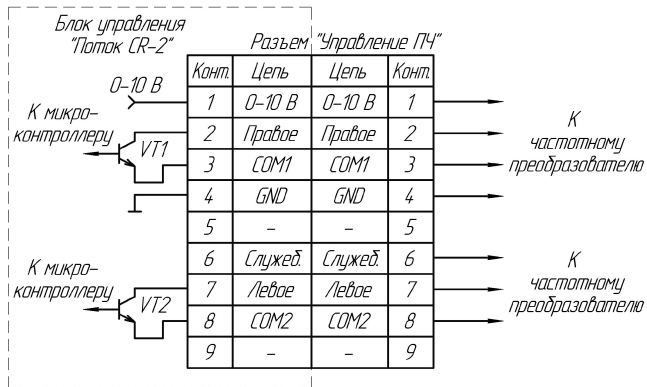 Блок управления
"Поток CR-2"
Разъем "Управление ПЧ"
Конт. Цепь Цепь Конт.
0-10 В
1 0-10 В 0-10 В 1
2 Правое Правое 2
3 COM1 COM1 3
4 GND GND 4
5 - - 5
6 Служеб. Служеб. 6
7 Левое Левое 7
8 COM2 COM2 8
9 - - 9
К микро-
контроллеру
VT1
К микро-
контроллеру
VT2
К
частотному
преобразователю
К
частотному
преобразователю